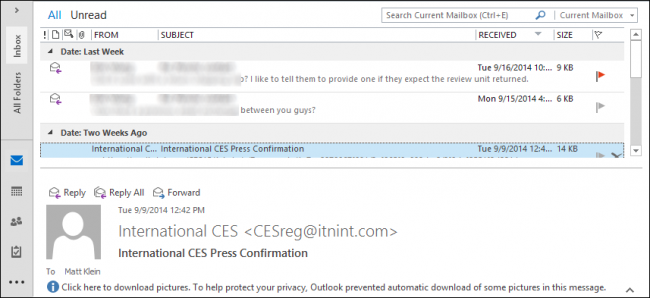 All Unread
Search Current Mailbox (Ctrl+E) Current Mailbox
! @ FROM SUBJECT RECEIVED SIZE
Inbox
All Folders
Date: Last Week
Tue 9/16/2014 10:... 9 KB
? I like to tell them to provide one if they expect the review unit returned.
Mon 9/15/2014 4:... 6 KB
between you guys?
Date: Two Weeks Ago
International C... International CES Press Confirmation Tue 9/9/2014 12:4... 14 KB
Reply Reply All Forward
Tue 9/9/2014 12:42 PM
International CES <CESreg@itnint.com>
International CES Press Confirmation
To Matt Klein
Click here to download pictures. To help protect your privacy, Outlook prevented automatic download of some pictures in this message.